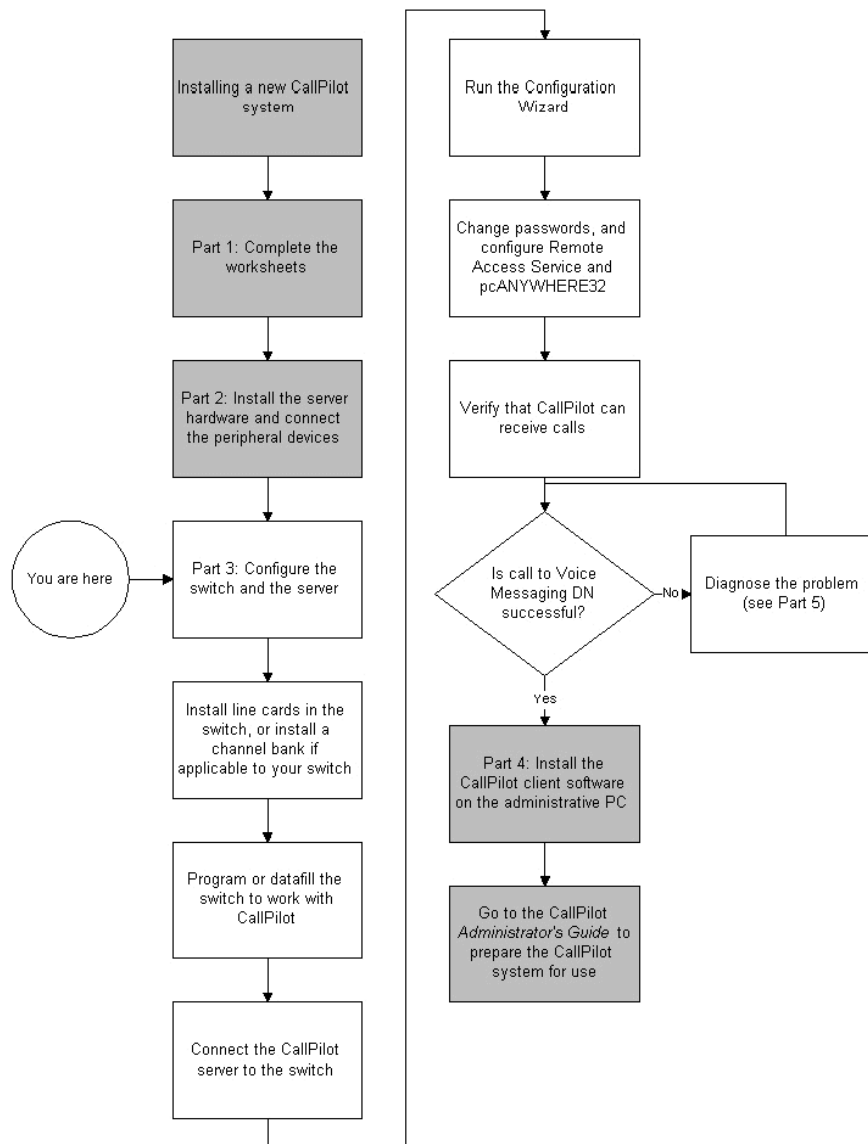 Installing a new CallPilot
system
Part 1: Complete the
worksheets
Part 2: Install the server
hardware and connect
the peripheral devices
You are here
Part 3: Configure the
switch and the server
Install line cards in the
switch, or install a
channel bank if
applicable to your switch
Program or datafill the
switch to work with
CallPilot
Connect the CallPilot
server to the switch
Run the Configuration
Wizard
Change passwords, and
configure Remote
Access Service and
pcANYWHERE32
Verify that CallPilot can
receive calls
Is call to Voice
Messaging DN
successful?
No
Diagnose the problem
(see Part 5)
Yes
Part 4: Install the
CallPilot client software
on the administrative PC
Go to the CallPilot
Administrator's Guide to
prepare the CallPilot
system for use